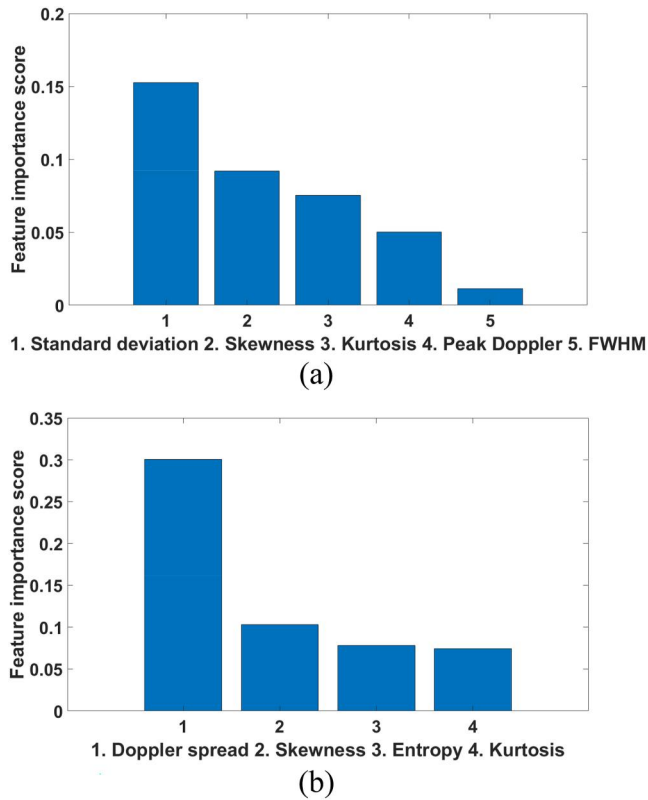 0.2
0.15
0.1
0.05
0
Feature importance score
1 2 3 4 5
1. Standard deviation 2. Skewness 3. Kurtosis 4. Peak Doppler 5. FWHM
(a)
0.35
0.3
0.25
0.2
0.15
0.1
0.05
0
Feature importance score
1 2 3 4
1. Doppler spread 2. Skewness 3. Entropy 4. Kurtosis
(b)